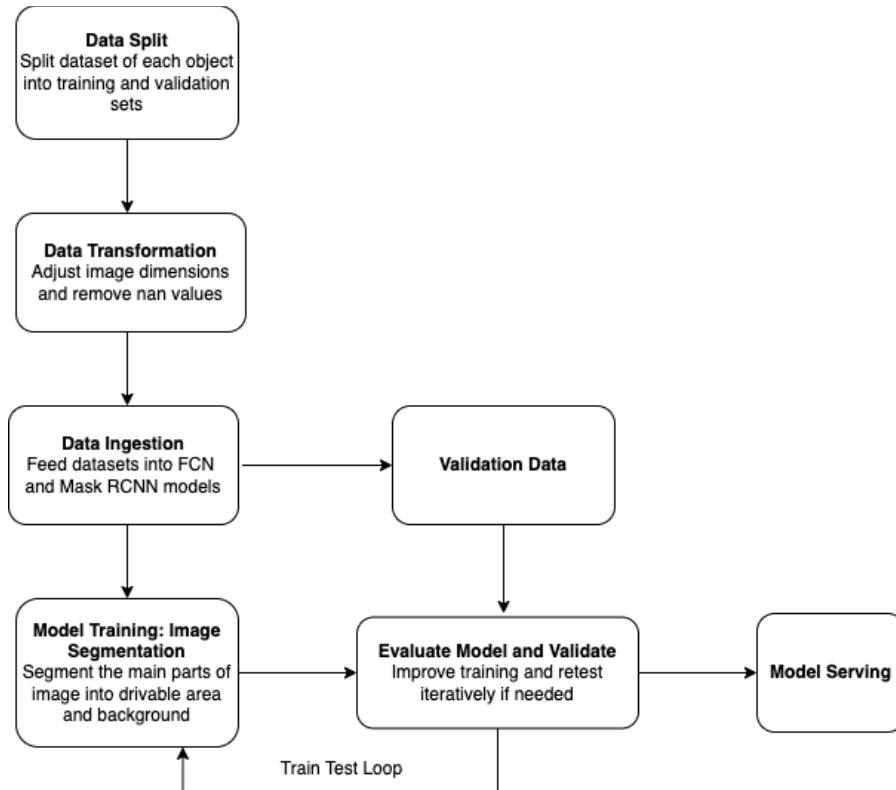 Data Split
Split dataset of each object
into training and validation
sets
Data Transformation
Adjust image dimensions
and remove nan values
Data Ingestion
Feed datasets into FCN
and Mask RCNN models
Validation Data
Model Training: Image
Segmentation
Segment the main parts of
image into drivable area
and background
Evaluate Model and Validate
Improve training and retest
iteratively if needed
Model Serving
Train Test Loop